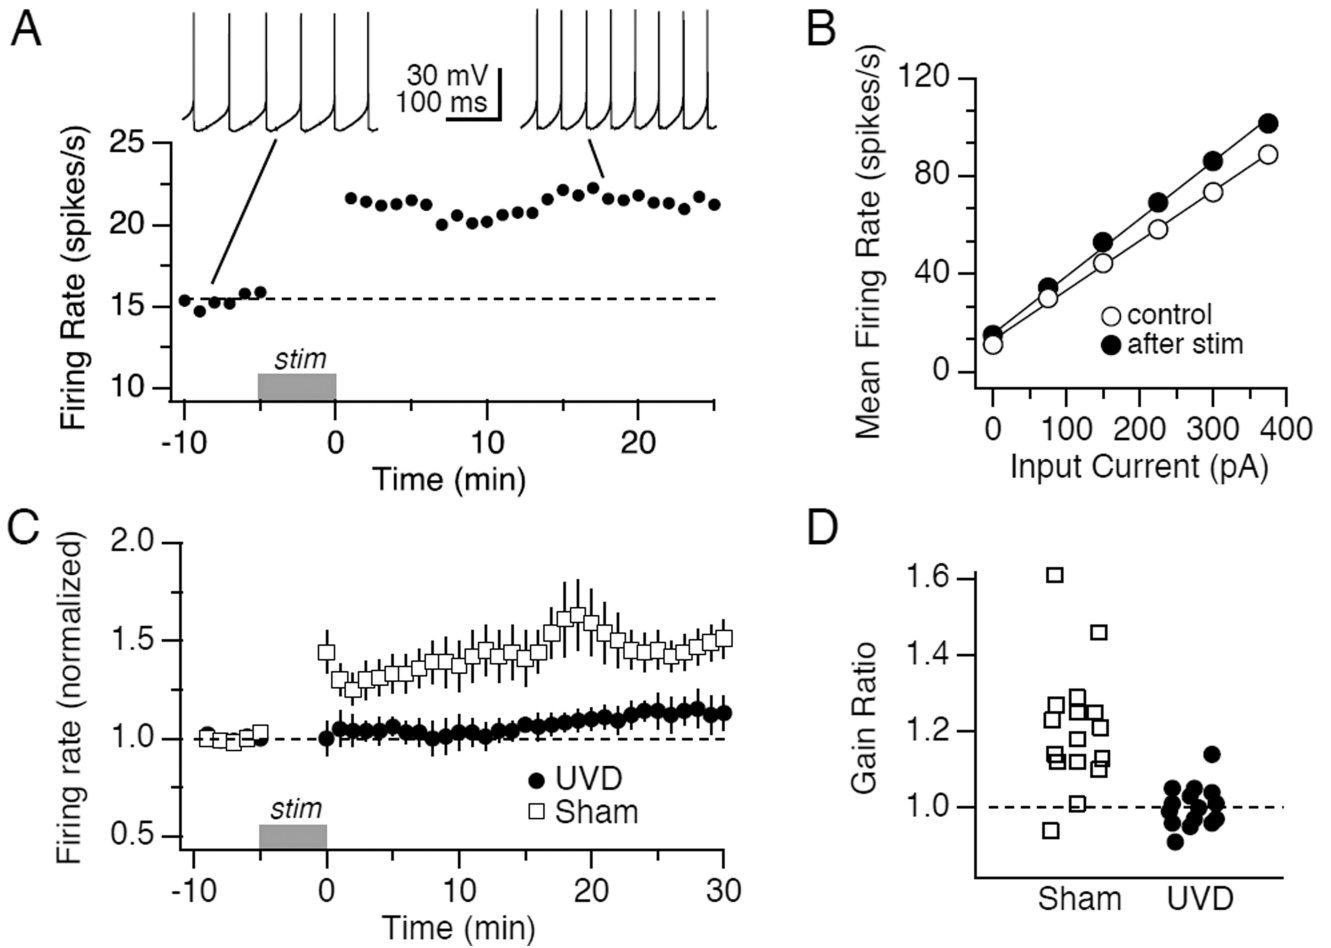 A
30 mV
100 ms
Firing Rate (spikes/s)
25
20
15
10
stim
-10 0 10 20
Time (min)
B
Mean Firing Rate (spikes/s)
120
80
40
0
control
after stim
0 100 200 300 400
Input Current (pA)
C
Firing rate (normalized)
2.0
1.5
1.0
0.5
UVD
Sham
stim
-10 0 10 20 30
Time (min)
D
Gain Ratio
1.6
1.4
1.2
1.0
Sham UVD